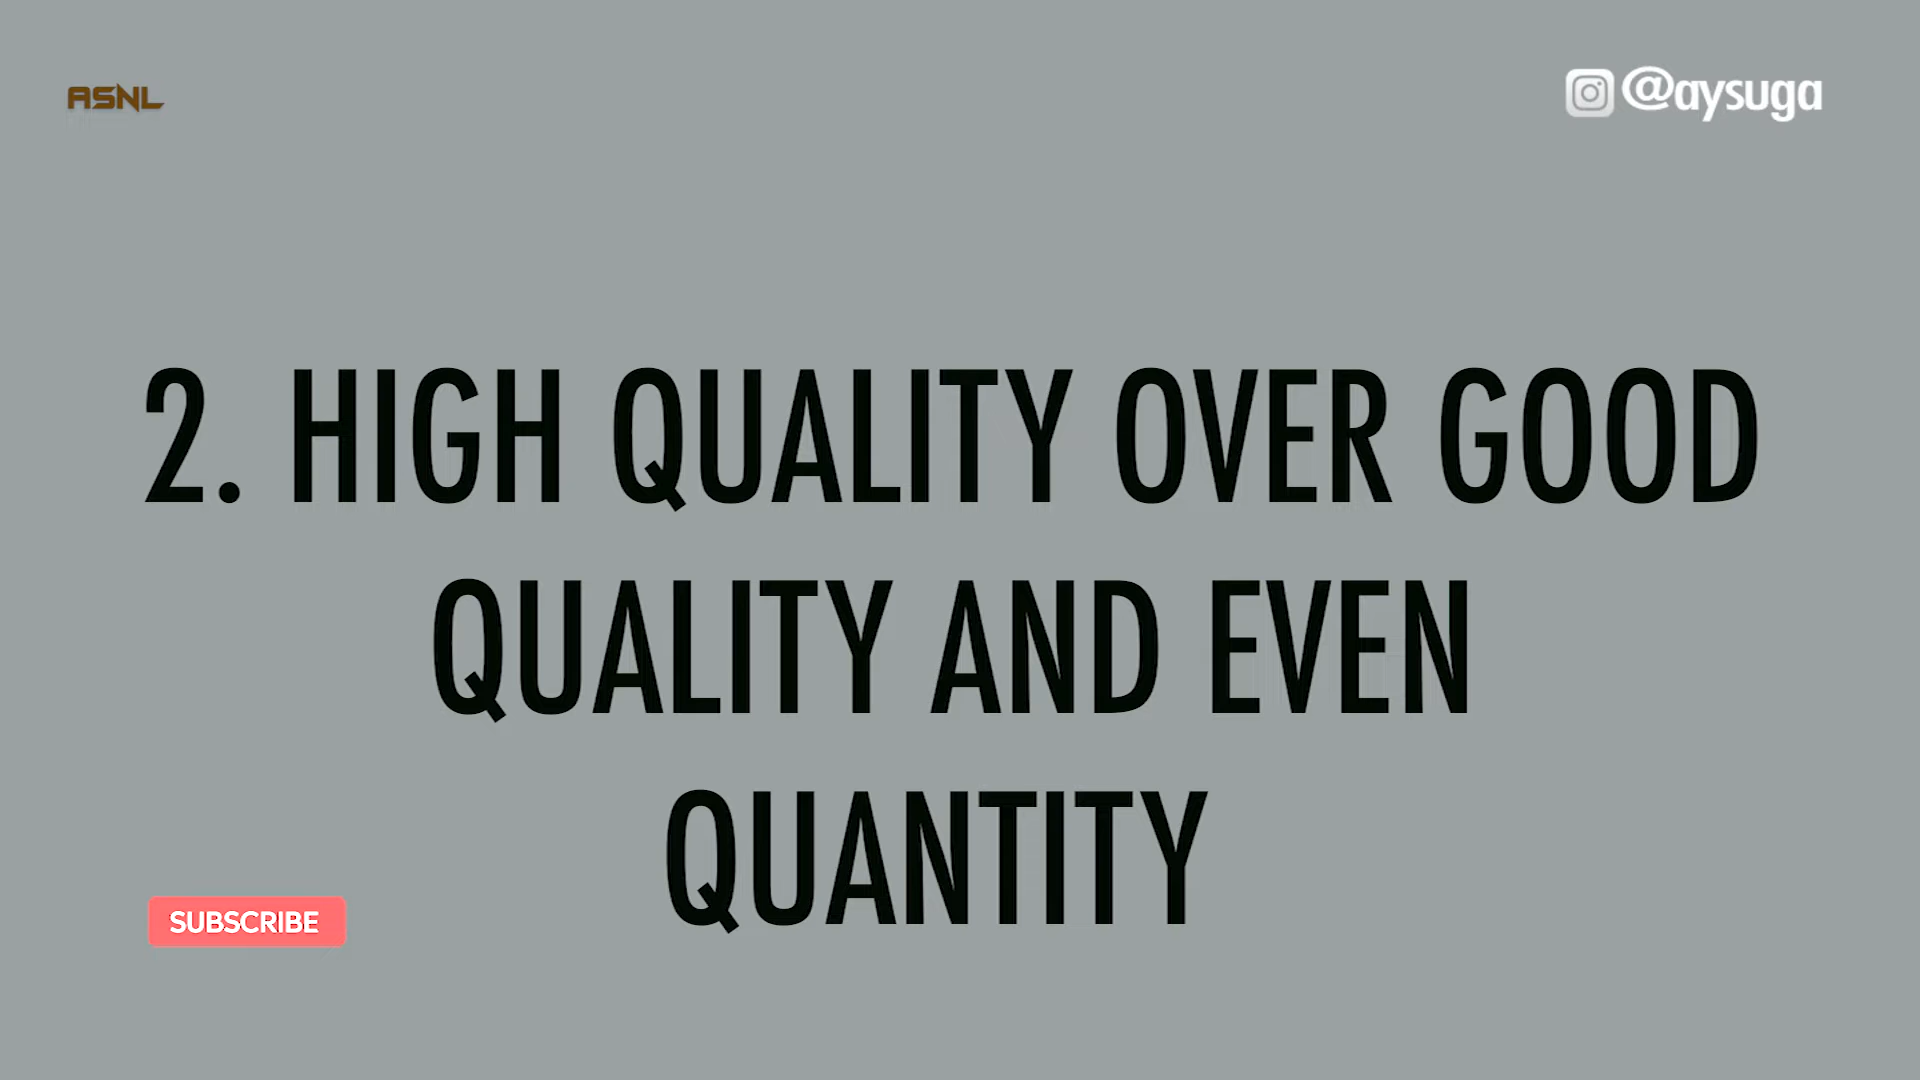 ASNL
@aysuga
2. HIGH QUALITY OVER GOOD
QUALITY AND EVEN
QUANTITY
SUBSCRIBE